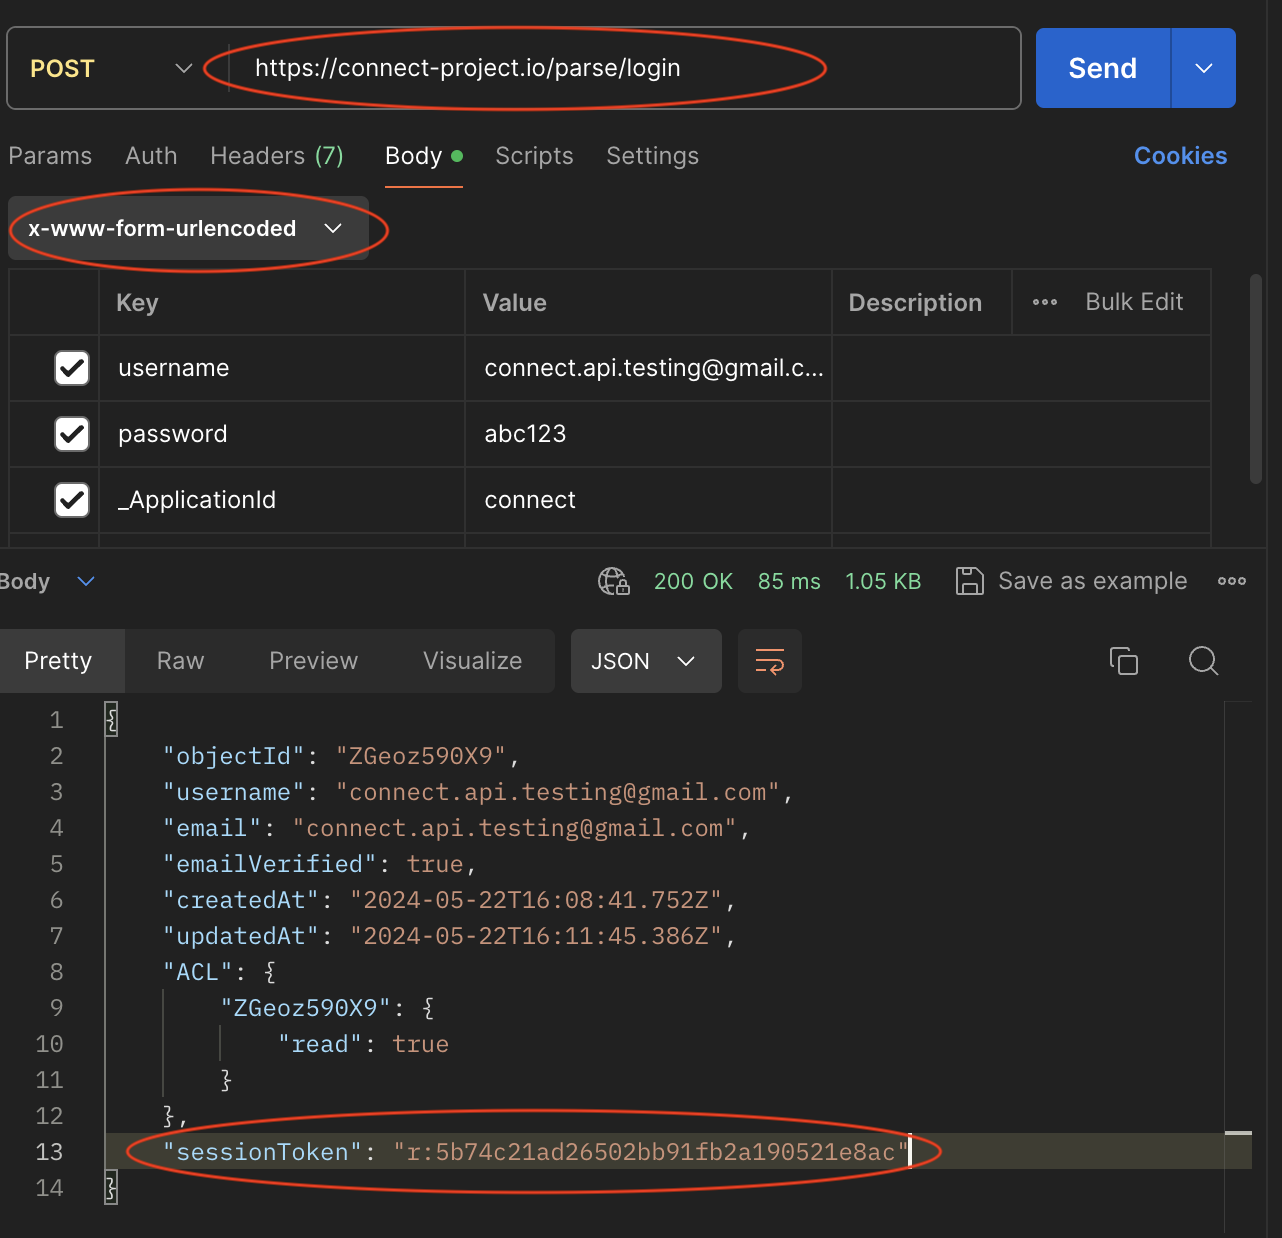 POST https://connect-project.io/parse/login Send
Params Auth Headers (7) Body Scripts Settings Cookies
x-www-form-urlencoded
Key Value Description Bulk Edit
username connect.api.testing@gmail.c...
password abc123
_ApplicationId connect
Body 200 OK 85 ms 1.05 KB Save as example
Pretty Raw Preview Visualize JSON
1 {
2 "objectId": "ZGeoz590X9",
3 "username": "connect.api.testing@gmail.com",
4 "email": "connect.api.testing@gmail.com",
5 "emailVerified": true,
6 "createdAt": "2024-05-22T16:08:41.752Z",
7 "updatedAt": "2024-05-22T16:11:45.386Z",
8 "ACL": {
9 "ZGeoz590X9": {
10 "read": true
11 }
12 },
13 "sessionToken": "r:5b74c21ad26502bb91fb2a190521e8ac"
14 }